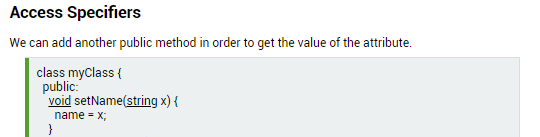 Access Specifiers
We can add another public method in order to get the value of the attribute.
class myClass {
public:
void setName(string x) {
name = x;
}